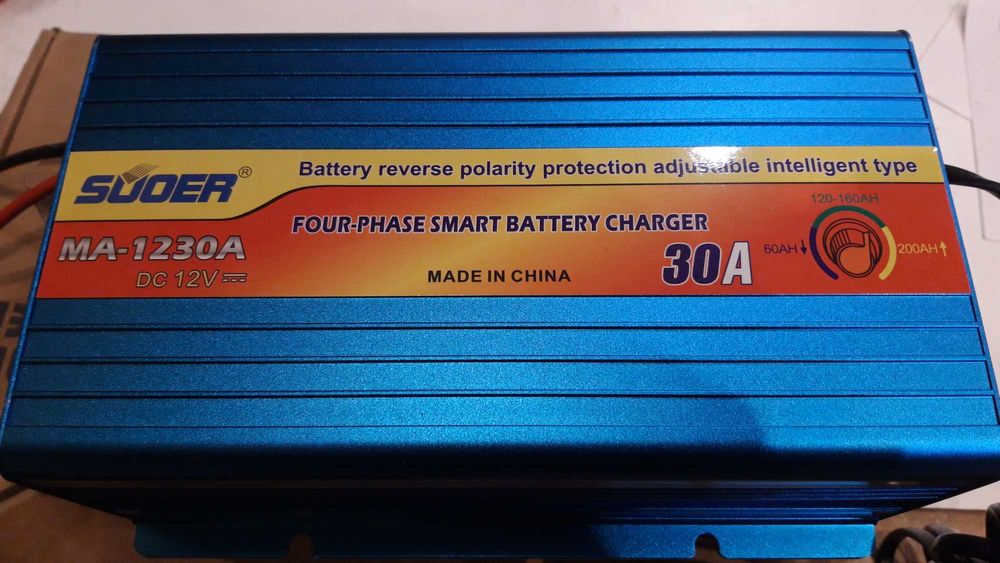 SUOER®
Battery reverse polarity protection adjustable intelligent type
FOUR-PHASE SMART BATTERY CHARGER
120-160AH
MA-1230A
60AH↓
200AH↑
DC 12V
MADE IN CHINA
30A